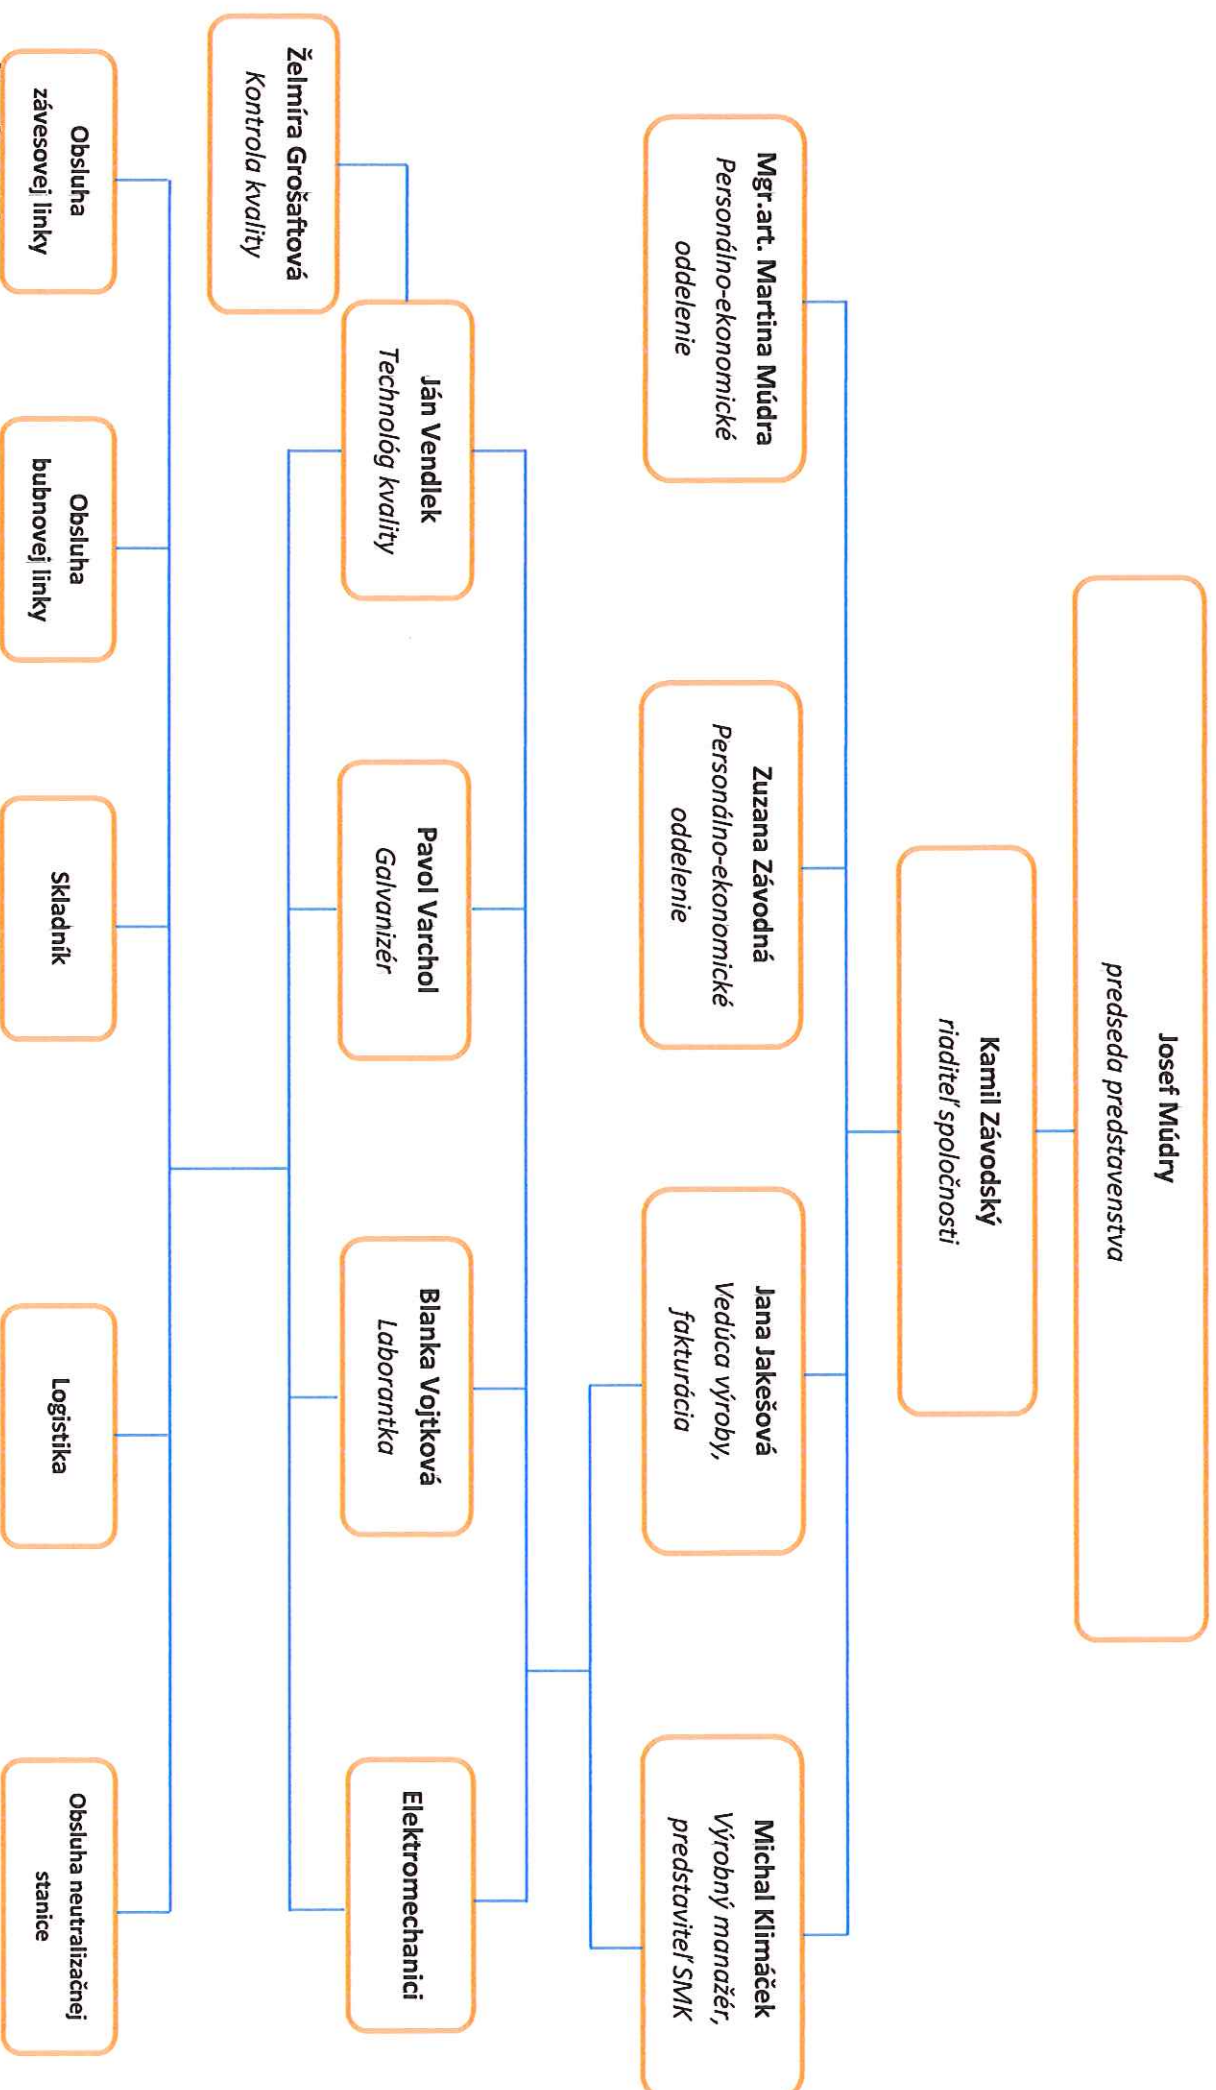 Josef Múdry
predseda predstavenstva
Kamil Závodský
riaditeľ spoločnosti
Mgr.art. Martina Múdra
Personálno-ekonomické
oddelenie
Zuzana Závodná
Personálno-ekonomické
oddelenie
Jana Jakešová
Vedúca výroby,
fakturácia
Michal Klimáček
Výrobný manažér,
predstaviteľ SMK
Ján Vendlek
Technológ kvality
Pavol Varchol
Galvanizér
Blanka Vojtková
Laborantka
Elektromechanici
Želmíra Grošaftová
Kontrola kvality
Obsluha
závesovej linky
Obsluha
bubnovej linky
Skladník
Logistika
Obsluha neutralizačnej
stanice